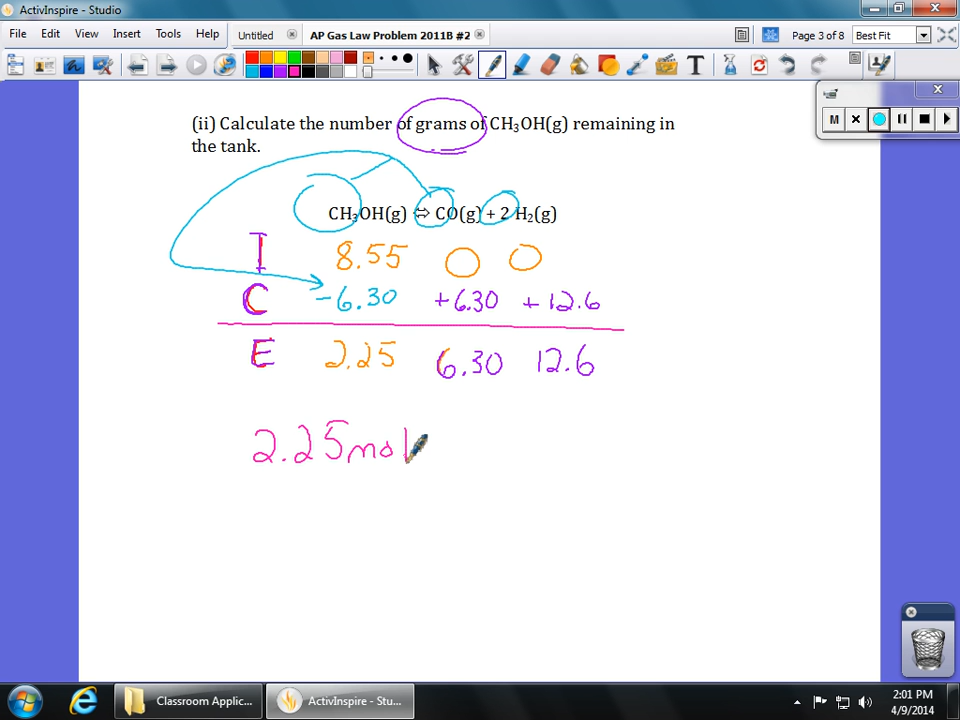 ActivInspire - Studio
File Edit View Insert Tools Help Untitled AP Gas Law Problem 2011B #2 Page 3 of 8 Best Fit
M
(ii) Calculate the number of grams of CH₃OH(g) remaining in
the tank.
CH₃OH(g) ⇔ CO(g) + 2 H₂(g)
I 8.55 0 0
C -6.30 +6.30 +12.6
E 2.25 6.30 12.6
2.25mol
Classroom Applic... ActivInspire - Stu... 2:01 PM
4/9/2014